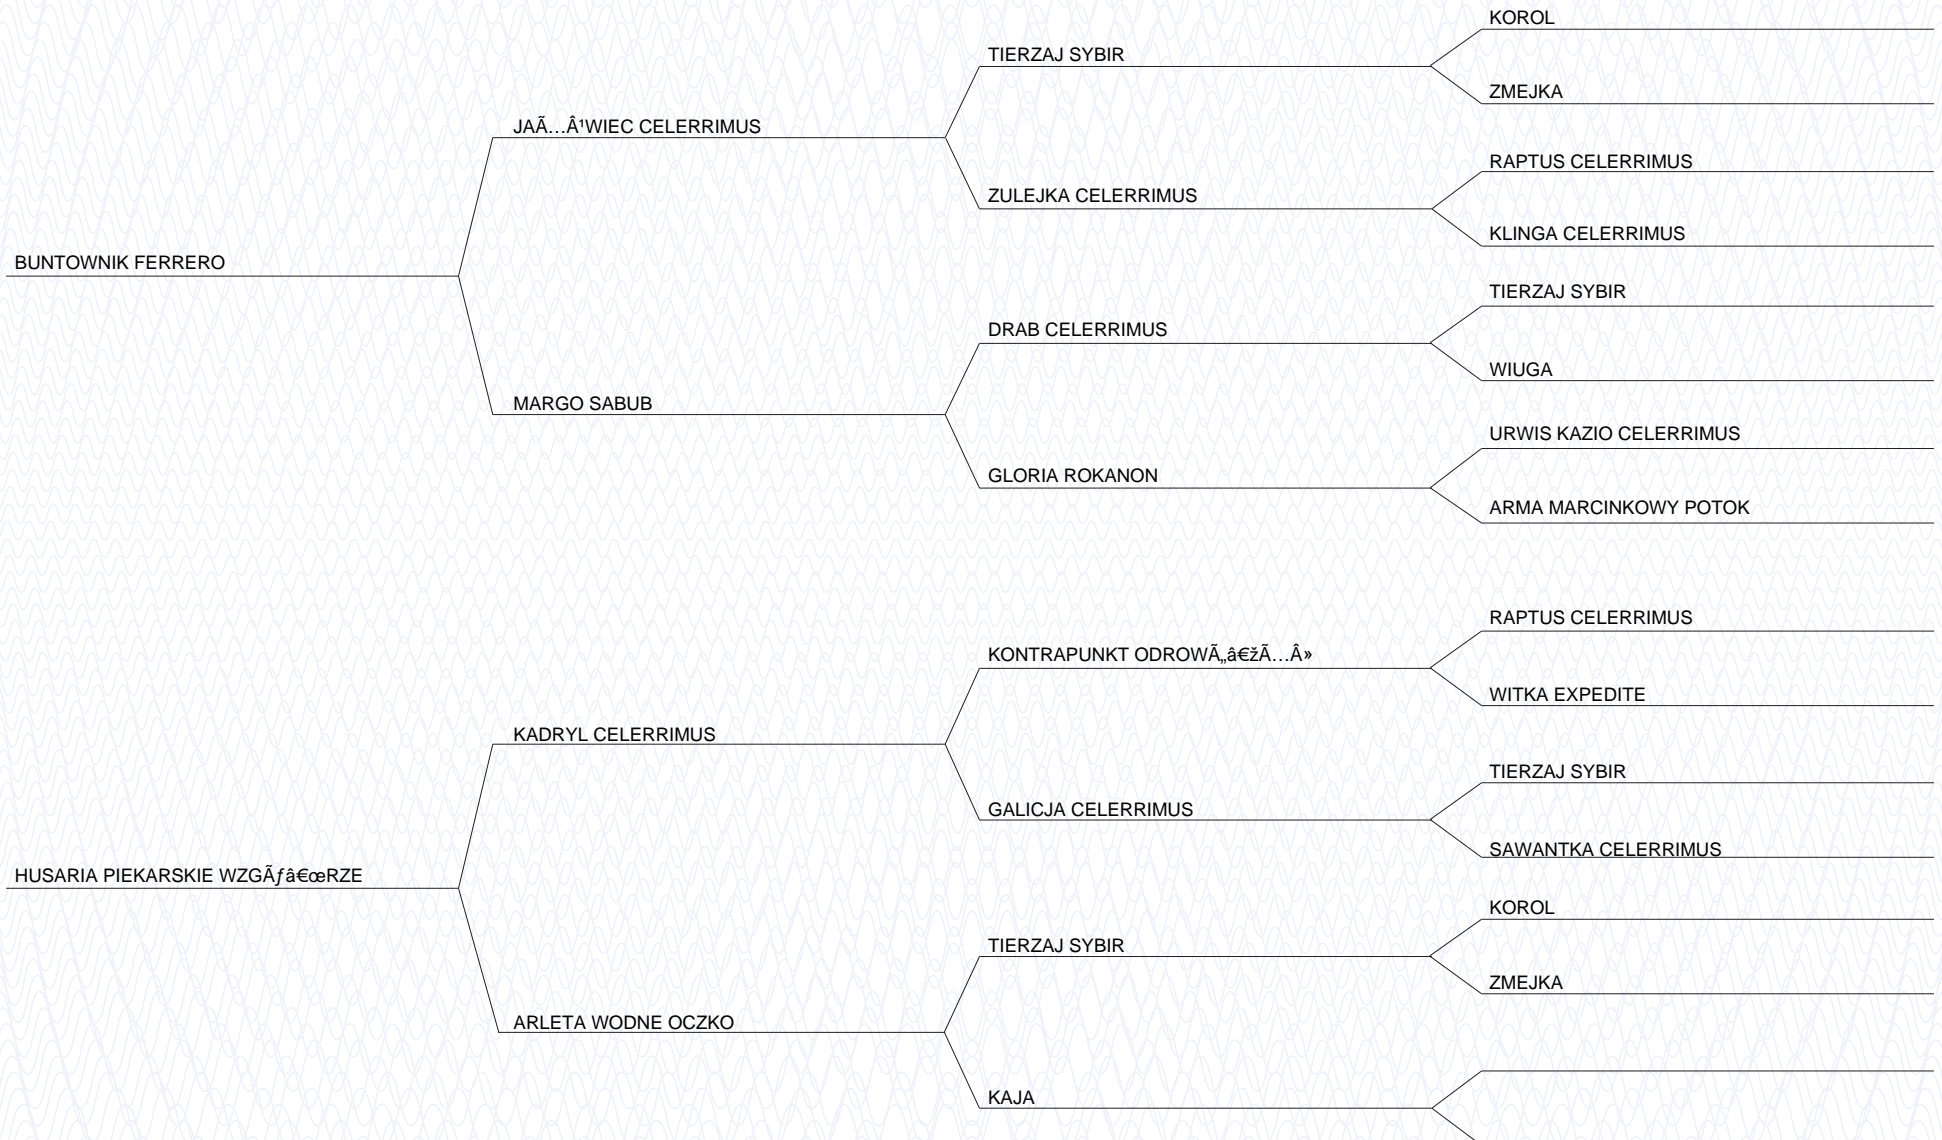 KOROL
TIERZAJ SYBIR
ZMEJKA
JAÃ…Â¹WIEC CELERRIMUS
RAPTUS CELERRIMUS
ZULEJKA CELERRIMUS
KLINGA CELERRIMUS
BUNTOWNIK FERRERO
TIERZAJ SYBIR
DRAB CELERRIMUS
WIUGA
MARGO SABUB
URWIS KAZIO CELERRIMUS
GLORIA ROKANON
ARMA MARCINKOWY POTOK
RAPTUS CELERRIMUS
KONTRAPUNKT ODROWÃ„â€žÃ…Â»
WITKA EXPEDITE
KADRYL CELERRIMUS
TIERZAJ SYBIR
GALICJA CELERRIMUS
SAWANTKA CELERRIMUS
HUSARIA PIEKARSKIE WZGÃƒâ€œRZE
KOROL
TIERZAJ SYBIR
ZMEJKA
ARLETA WODNE OCZKO
KAJA